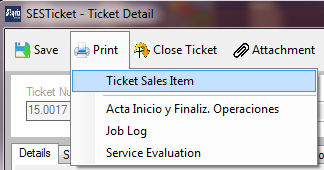 SESTicket - Ticket Detail
Save Print Close Ticket Attachment
Ticket Sales Item
Ticket Nu
15.0017
Acta Inicio y Finaliz. Operaciones
Job Log
Details S
Service Evaluation